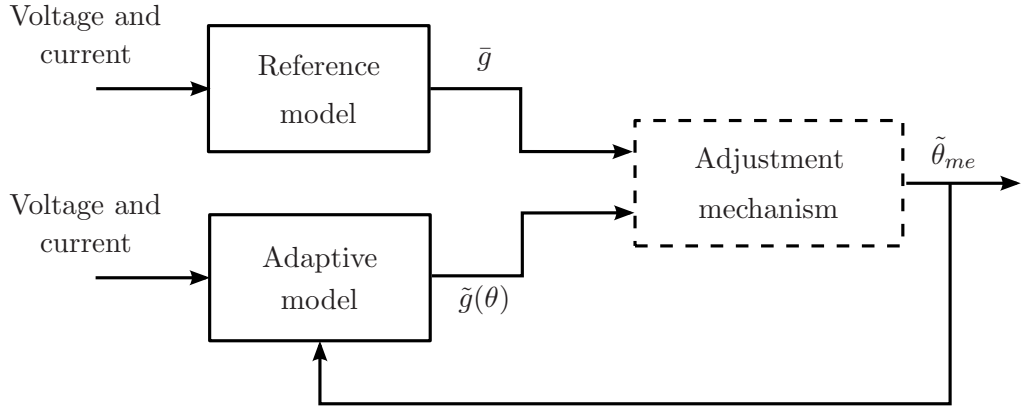 Voltage and
current
Reference
model
ḡ
Adjustment
mechanism
θ̃ₘₑ
Voltage and
current
Adaptive
model
g̃(θ)